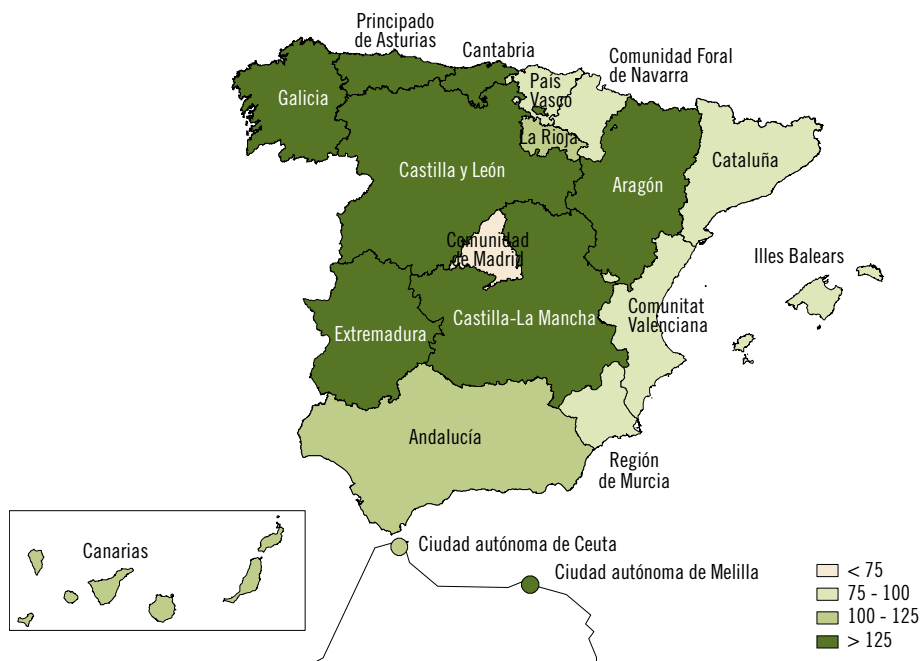 Principado
de Asturias
Cantabria
Comunidad Foral
de Navarra
Galicia
Pais
Vasco
La Rioja
Castilla y León
Aragón
Cataluña
Comunidad
de Madrid
Illes Balears
Comunitat
Valenciana
Castilla-La Mancha
Extremadura
Andalucía
Región
de Murcia
Canarias
Ciudad autónoma de Ceuta
Ciudad autónoma de Melilla
< 75
75 - 100
100 - 125
> 125